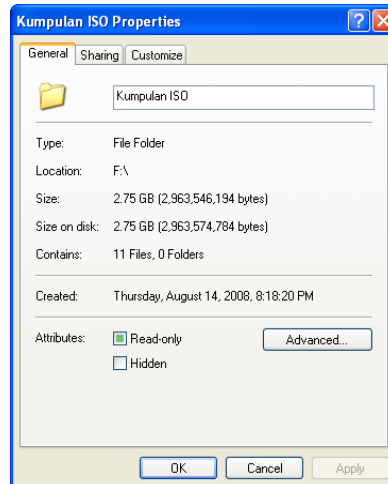 Kumpulan ISO Properties
General Sharing Customize
Kumpulan ISO
Type: File Folder
Location: F:\
Size: 2.75 GB (2,963,546,194 bytes)
Size on disk: 2.75 GB (2,963,574,784 bytes)
Contains: 11 Files, 0 Folders
Created: Thursday, August 14, 2008, 8:18:20 PM
Attributes: Read-only Advanced...
Hidden
OK Cancel Apply